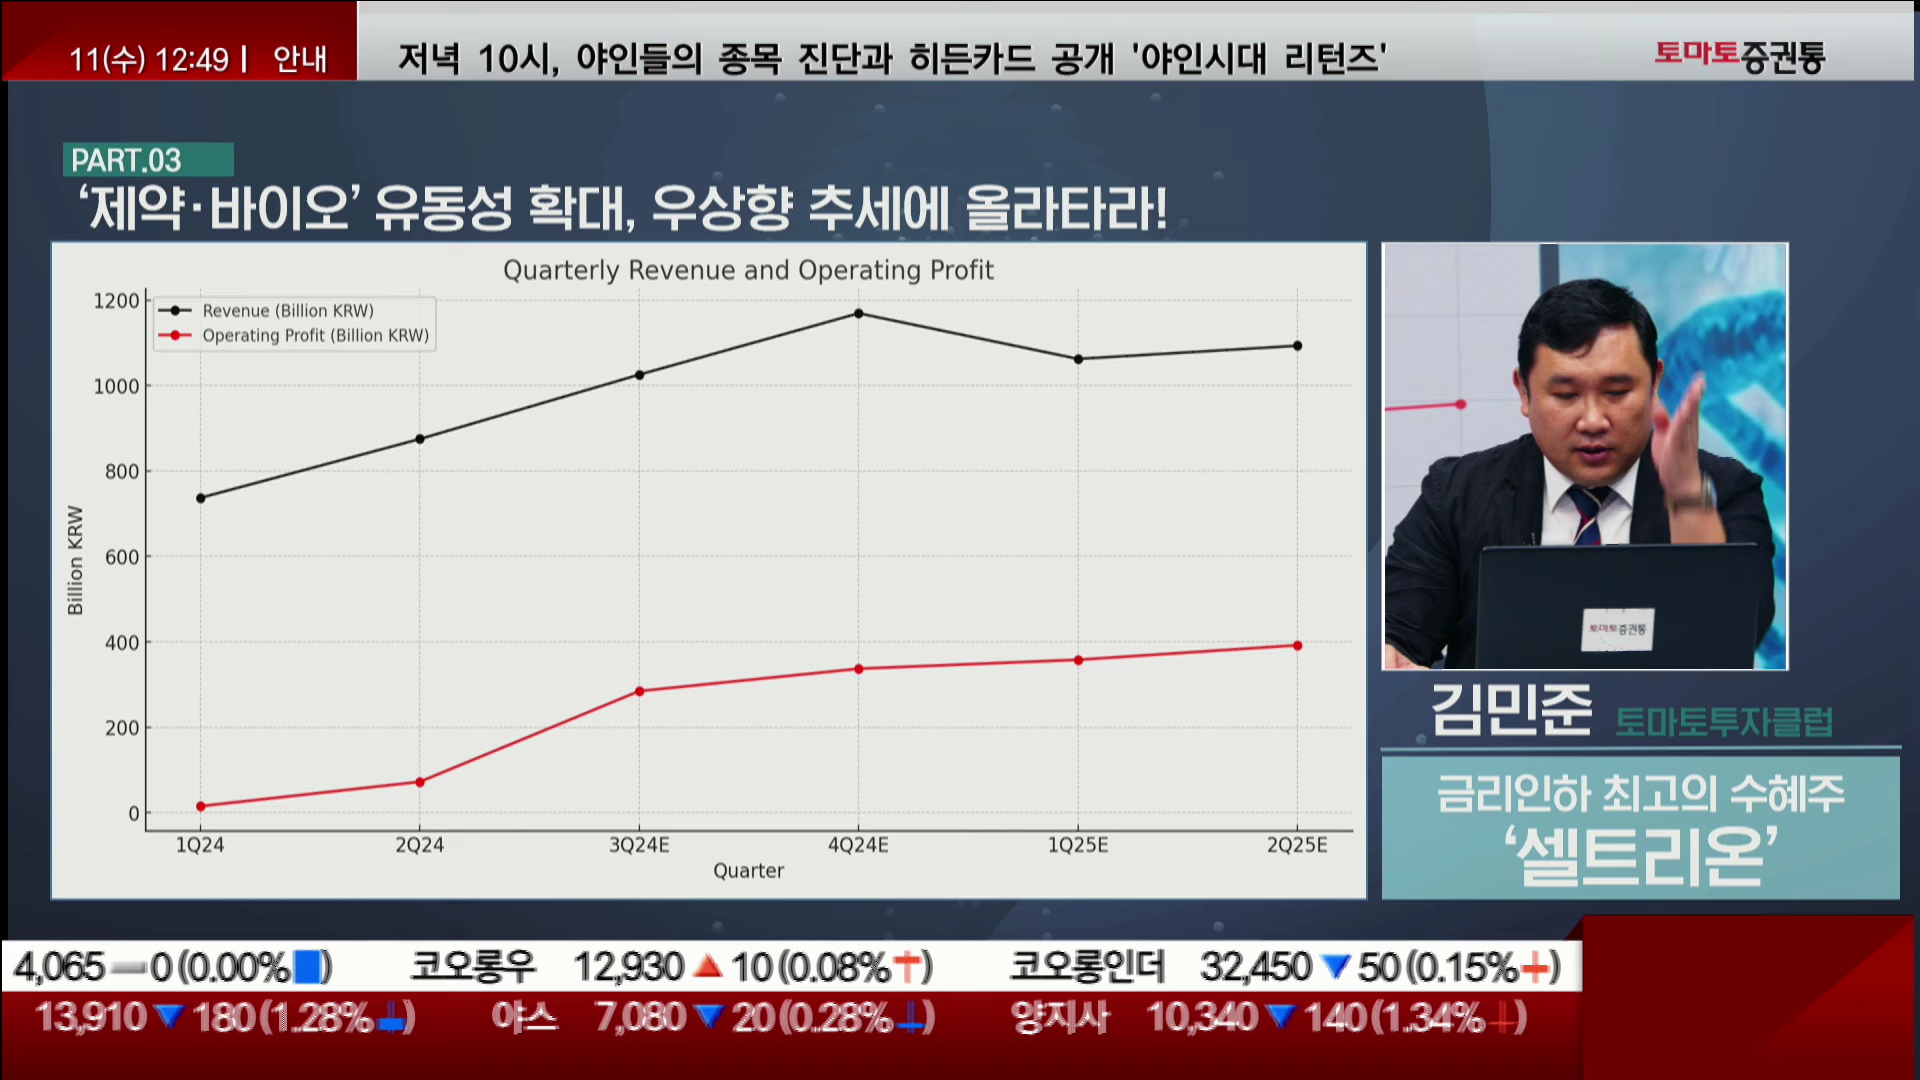 11(수) 12:49 | 안내
저녁 10시, 야인들의 종목 진단과 히든카드 공개 '야인시대 리턴즈'
토마토증권통
PART.03
‘제약·바이오’ 유동성 확대, 우상향 추세에 올라타라!
Quarterly Revenue and Operating Profit
Revenue (Billion KRW)
Operating Profit (Billion KRW)
1200
1000
800
600
400
200
0
Billion KRW
1Q24 2Q24 3Q24E 4Q24E 1Q25E 2Q25E
Quarter
토마토증권통
김민준 토마토투자클럽
금리인하 최고의 수혜주
‘셀트리온’
4,065 0(0.00%) 코오롱우 12,930 ▲ 10(0.08%↑) 코오롱인더 32,450 ▼ 50(0.15%)
13,910 ▼ 180(1.28%↓) 야스 7,080 ▼ 20(0.28%↓) 양지사 10,340 ▼ 140(1.34%)